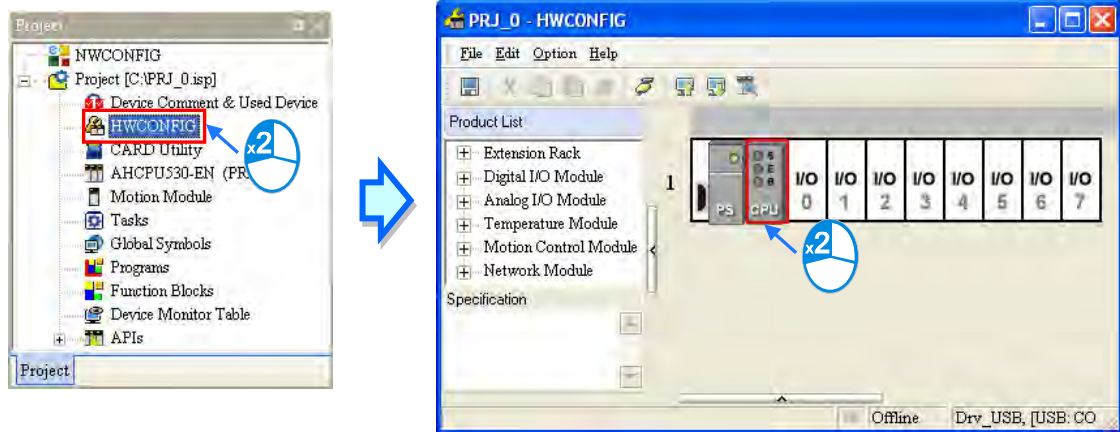 Project
NWCONFIG
Project [C:\PRJ_0.isp]
Device Comment & Used Device
HWCONFIG
x2
CARD Utility
AHCPU530-EN (PR
Motion Module
Tasks
Global Symbols
Programs
Function Blocks
Device Monitor Table
APIs
Project
PRJ_0 - HWCONFIG
File Edit Option Help
Product List
Extension Rack
Digital I/O Module
Analog I/O Module
Temperature Module
Motion Control Module
Network Module
Specification
1
PS
CPU
I/O I/O I/O I/O I/O I/O I/O I/O
0 1 2 3 4 5 6 7
x2
Offline
Drv_USB, [USB: CO